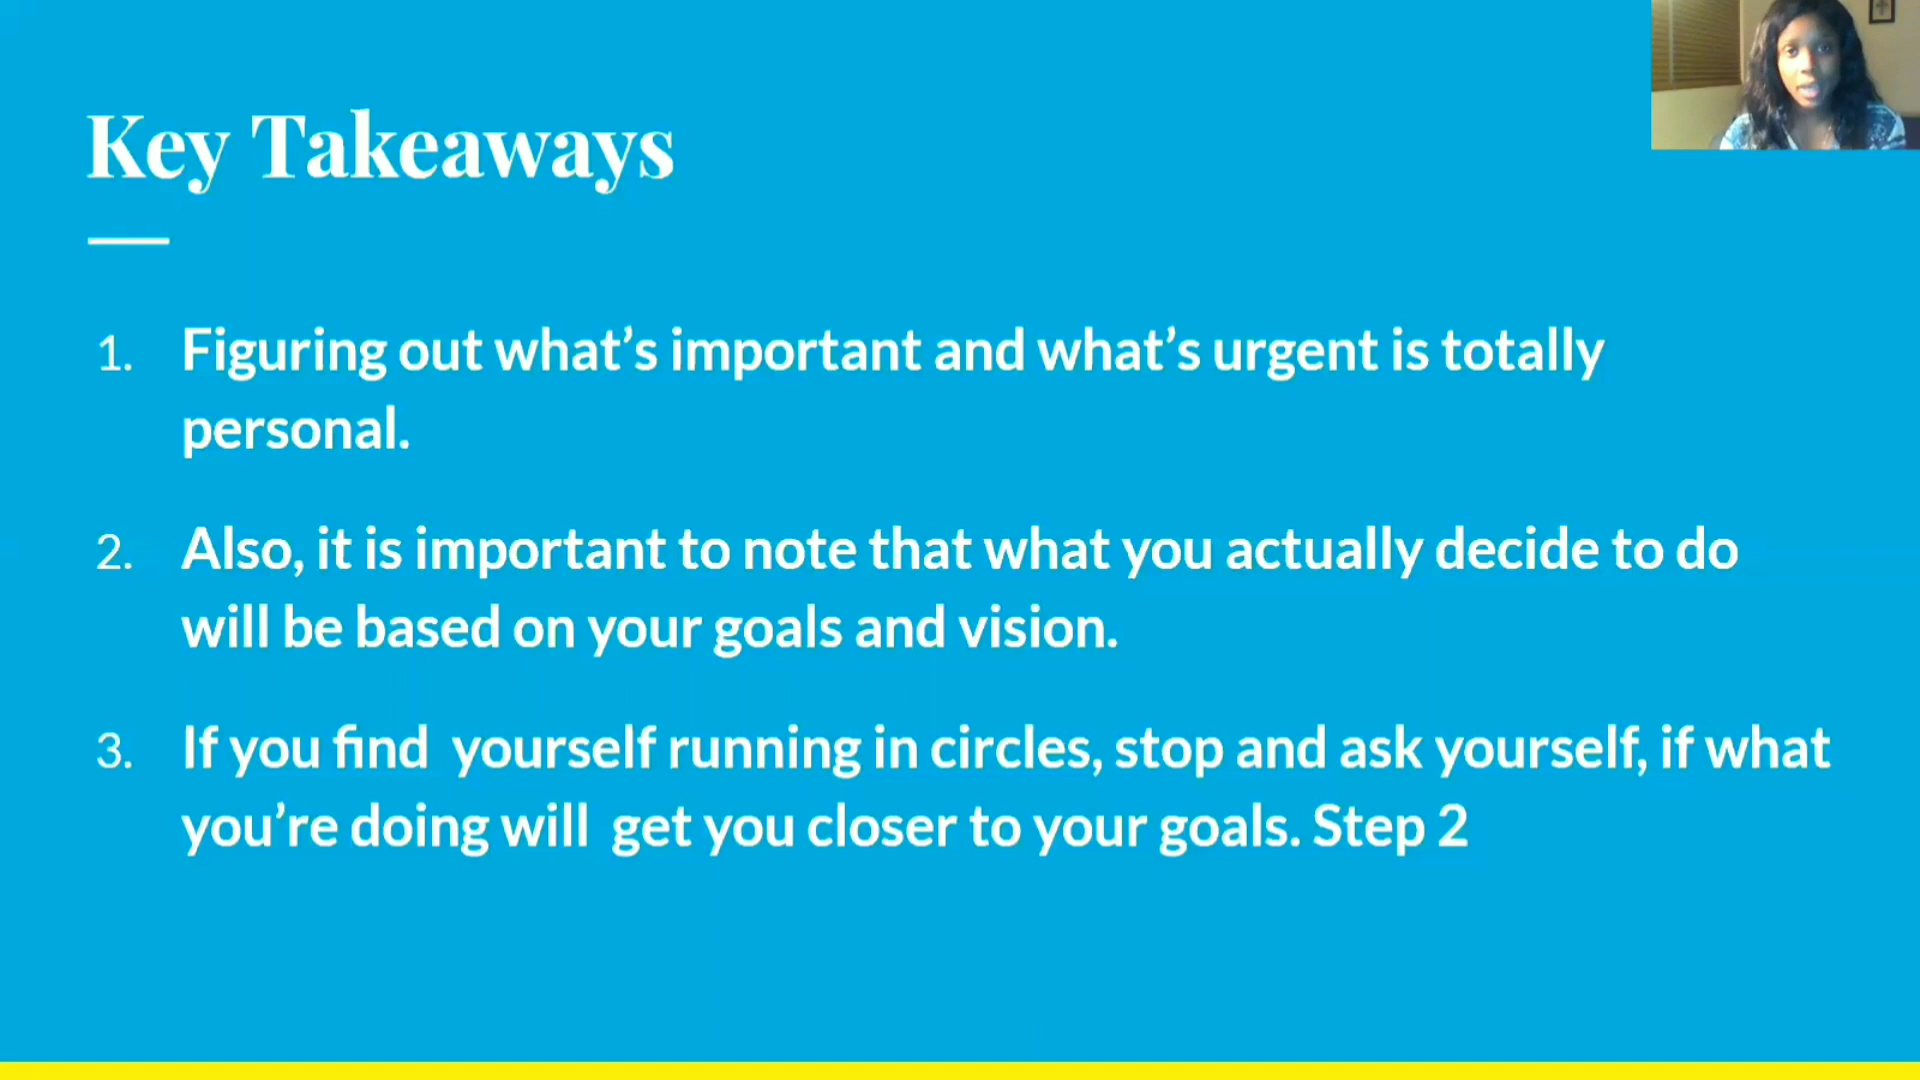 Key Takeaways
1. Figuring out what’s important and what’s urgent is totally
personal.
2. Also, it is important to note that what you actually decide to do
will be based on your goals and vision.
3. If you find  yourself running in circles, stop and ask yourself, if what
you’re doing will  get you closer to your goals. Step 2